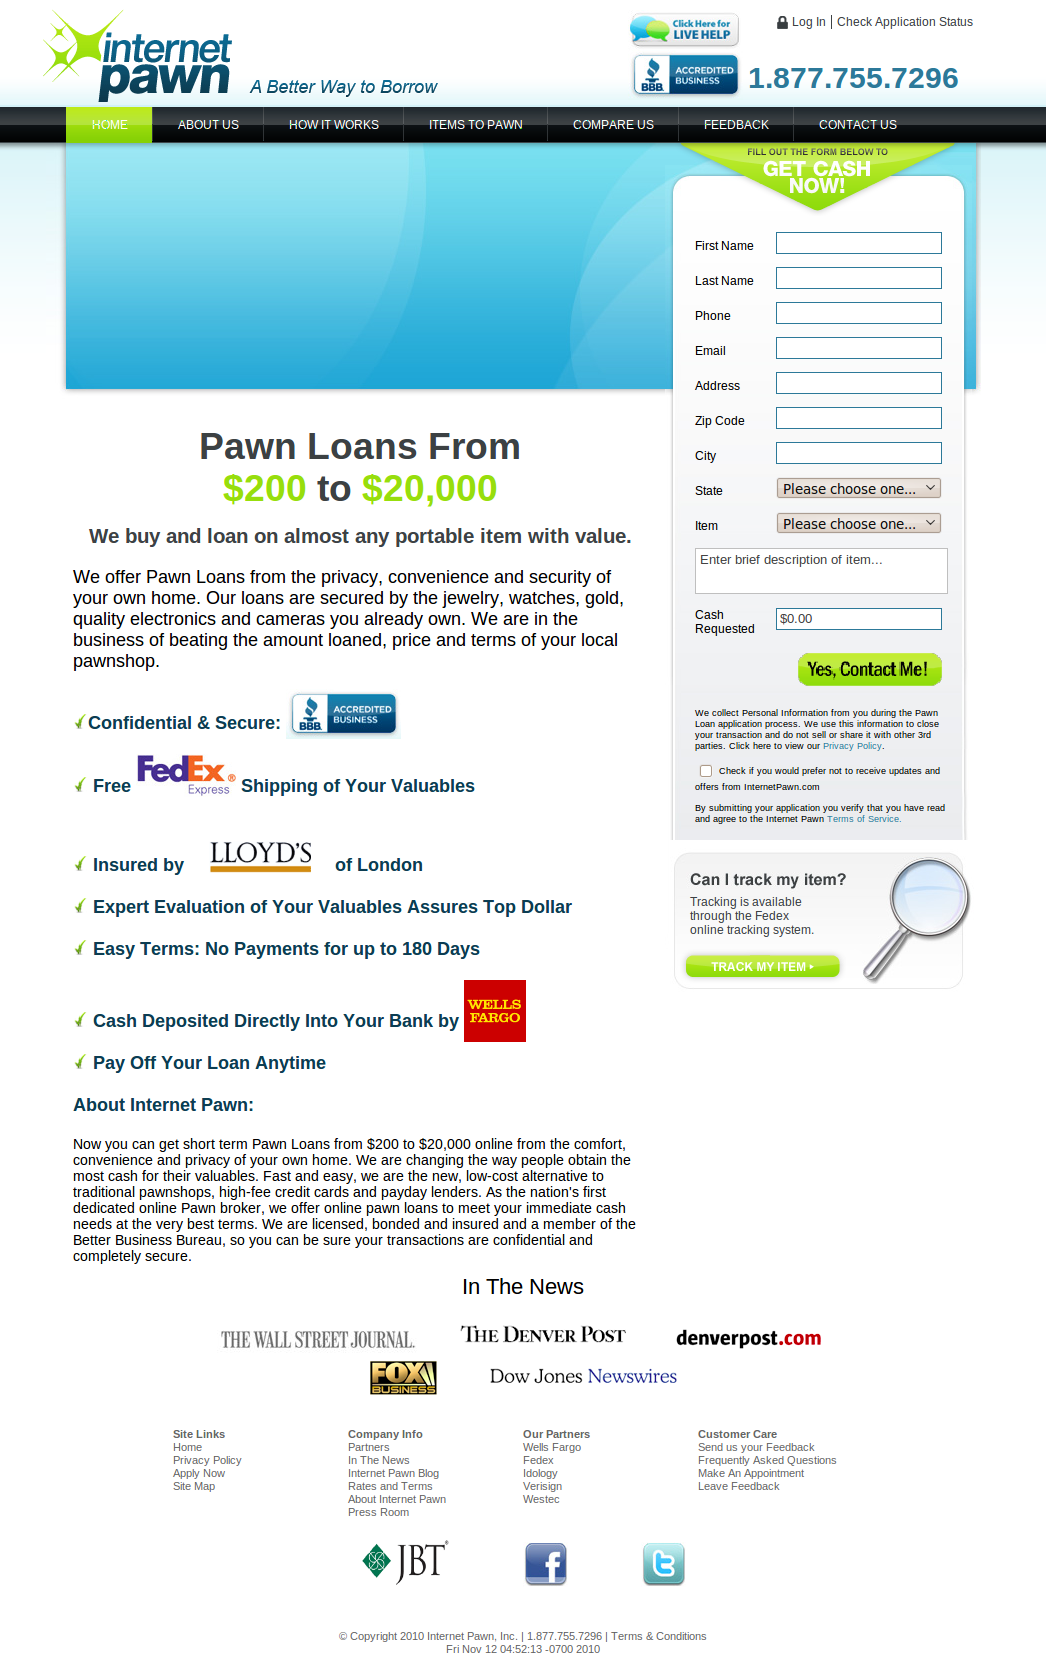 internet
pawn
A Better Way to Borrow
Click Here for
LIVE HELP
Log In | Check Application Status
BBB.
ACCREDITED
BUSINESS
1.877.755.7296
HOME
ABOUT US
HOW IT WORKS
ITEMS TO PAWN
COMPARE US
FEEDBACK
CONTACT US
FILL OUT THE FORM BELOW TO
GET CASH
NOW!
First Name
Last Name
Phone
Email
Address
Zip Code
City
State
Please choose one...
Item
Please choose one...
Enter brief description of item...
Cash
Requested
$0.00
Yes, Contact Me!
We collect Personal Information from you during the Pawn
Loan application process. We use this information to close
your transaction and do not sell or share it with other 3rd
parties. Click here to view our Privacy Policy.
Check if you would prefer not to receive updates and
offers from InternetPawn.com
By submitting your application you verify that you have read
and agree to the Internet Pawn Terms of Service.
Can I track my item?
Tracking is available
through the Fedex
online tracking system.
TRACK MY ITEM
Pawn Loans From
$200 to $20,000
We buy and loan on almost any portable item with value.
We offer Pawn Loans from the privacy, convenience and security of
your own home. Our loans are secured by the jewelry, watches, gold,
quality electronics and cameras you already own. We are in the
business of beating the amount loaned, price and terms of your local
pawnshop.
Confidential & Secure:
BBB.
ACCREDITED
BUSINESS
Free FedEx® Express Shipping of Your Valuables
Insured by LLOYD'S of London
Expert Evaluation of Your Valuables Assures Top Dollar
Easy Terms: No Payments for up to 180 Days
Cash Deposited Directly Into Your Bank by WELLS FARGO
Pay Off Your Loan Anytime
About Internet Pawn:
Now you can get short term Pawn Loans from $200 to $20,000 online from the comfort,
convenience and privacy of your own home. We are changing the way people obtain the
most cash for their valuables. Fast and easy, we are the new, low-cost alternative to
traditional pawnshops, high-fee credit cards and payday lenders. As the nation's first
dedicated online Pawn broker, we offer online pawn loans to meet your immediate cash
needs at the very best terms. We are licensed, bonded and insured and a member of the
Better Business Bureau, so you can be sure your transactions are confidential and
completely secure.
In The News
THE WALL STREET JOURNAL.
THE DENVER POST
denverpost.com
FOX
BUSINESS
Dow Jones Newswires
Site Links
Home
Privacy Policy
Apply Now
Site Map
Company Info
Partners
In The News
Internet Pawn Blog
Rates and Terms
About Internet Pawn
Press Room
Our Partners
Wells Fargo
Fedex
Idology
Verisign
Westec
Customer Care
Send us your Feedback
Frequently Asked Questions
Make An Appointment
Leave Feedback
JBT®
f
t
© Copyright 2010 Internet Pawn, Inc. | 1.877.755.7296 | Terms & Conditions
Fri Nov 12 04:52:13 -0700 2010